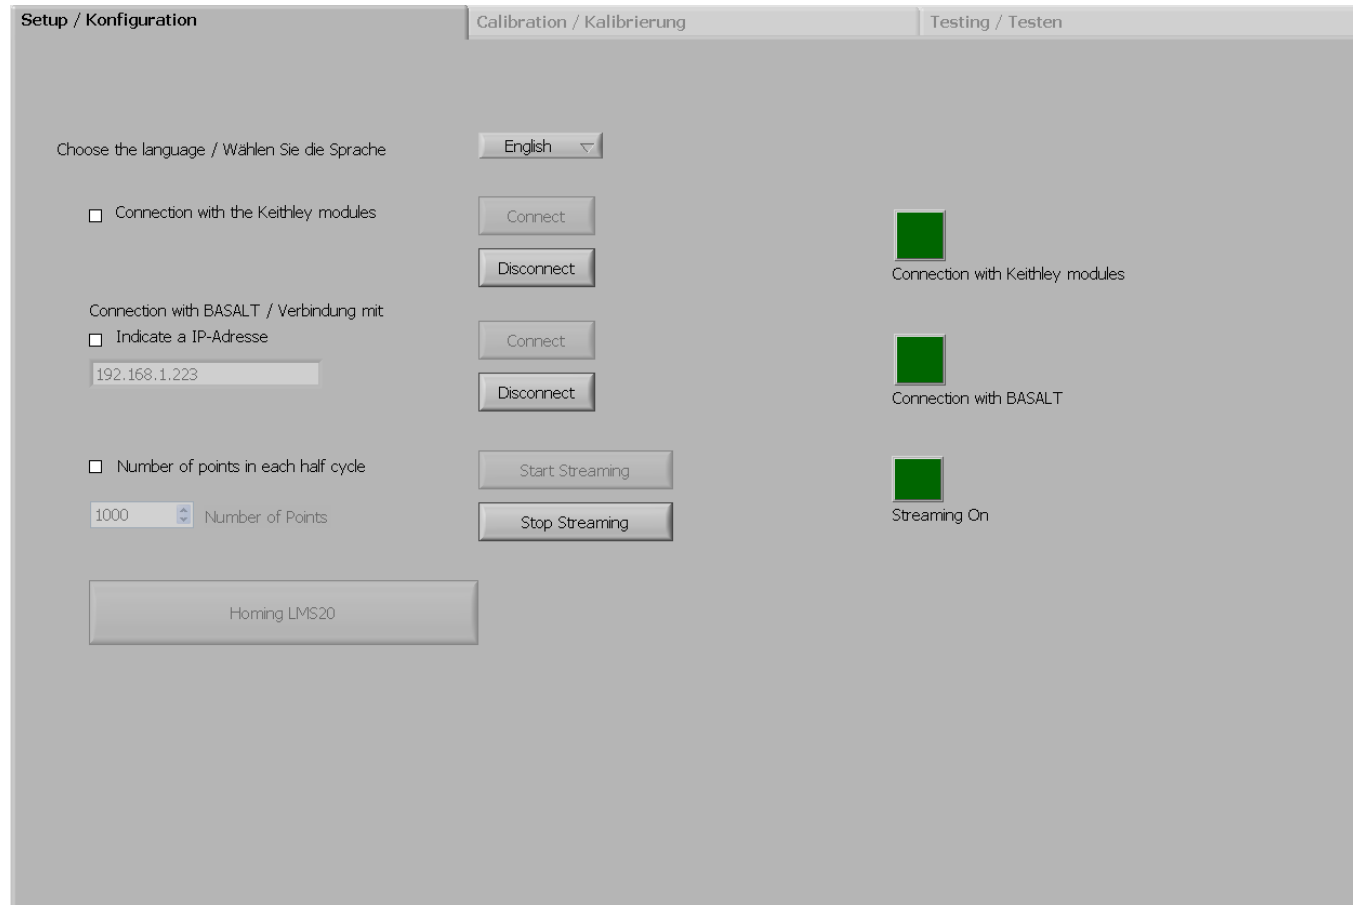 Setup / Konfiguration
Calibration / Kalibrierung
Testing / Testen
Choose the language / Wählen Sie die Sprache
English
Connection with the Keithley modules
Connect
Disconnect
Connection with Keithley modules
Connection with BASALT / Verbindung mit
Indicate a IP-Adresse
Connect
192.168.1.223
Disconnect
Connection with BASALT
Number of points in each half cycle
Start Streaming
1000
Number of Points
Stop Streaming
Streaming On
Homing LMS20